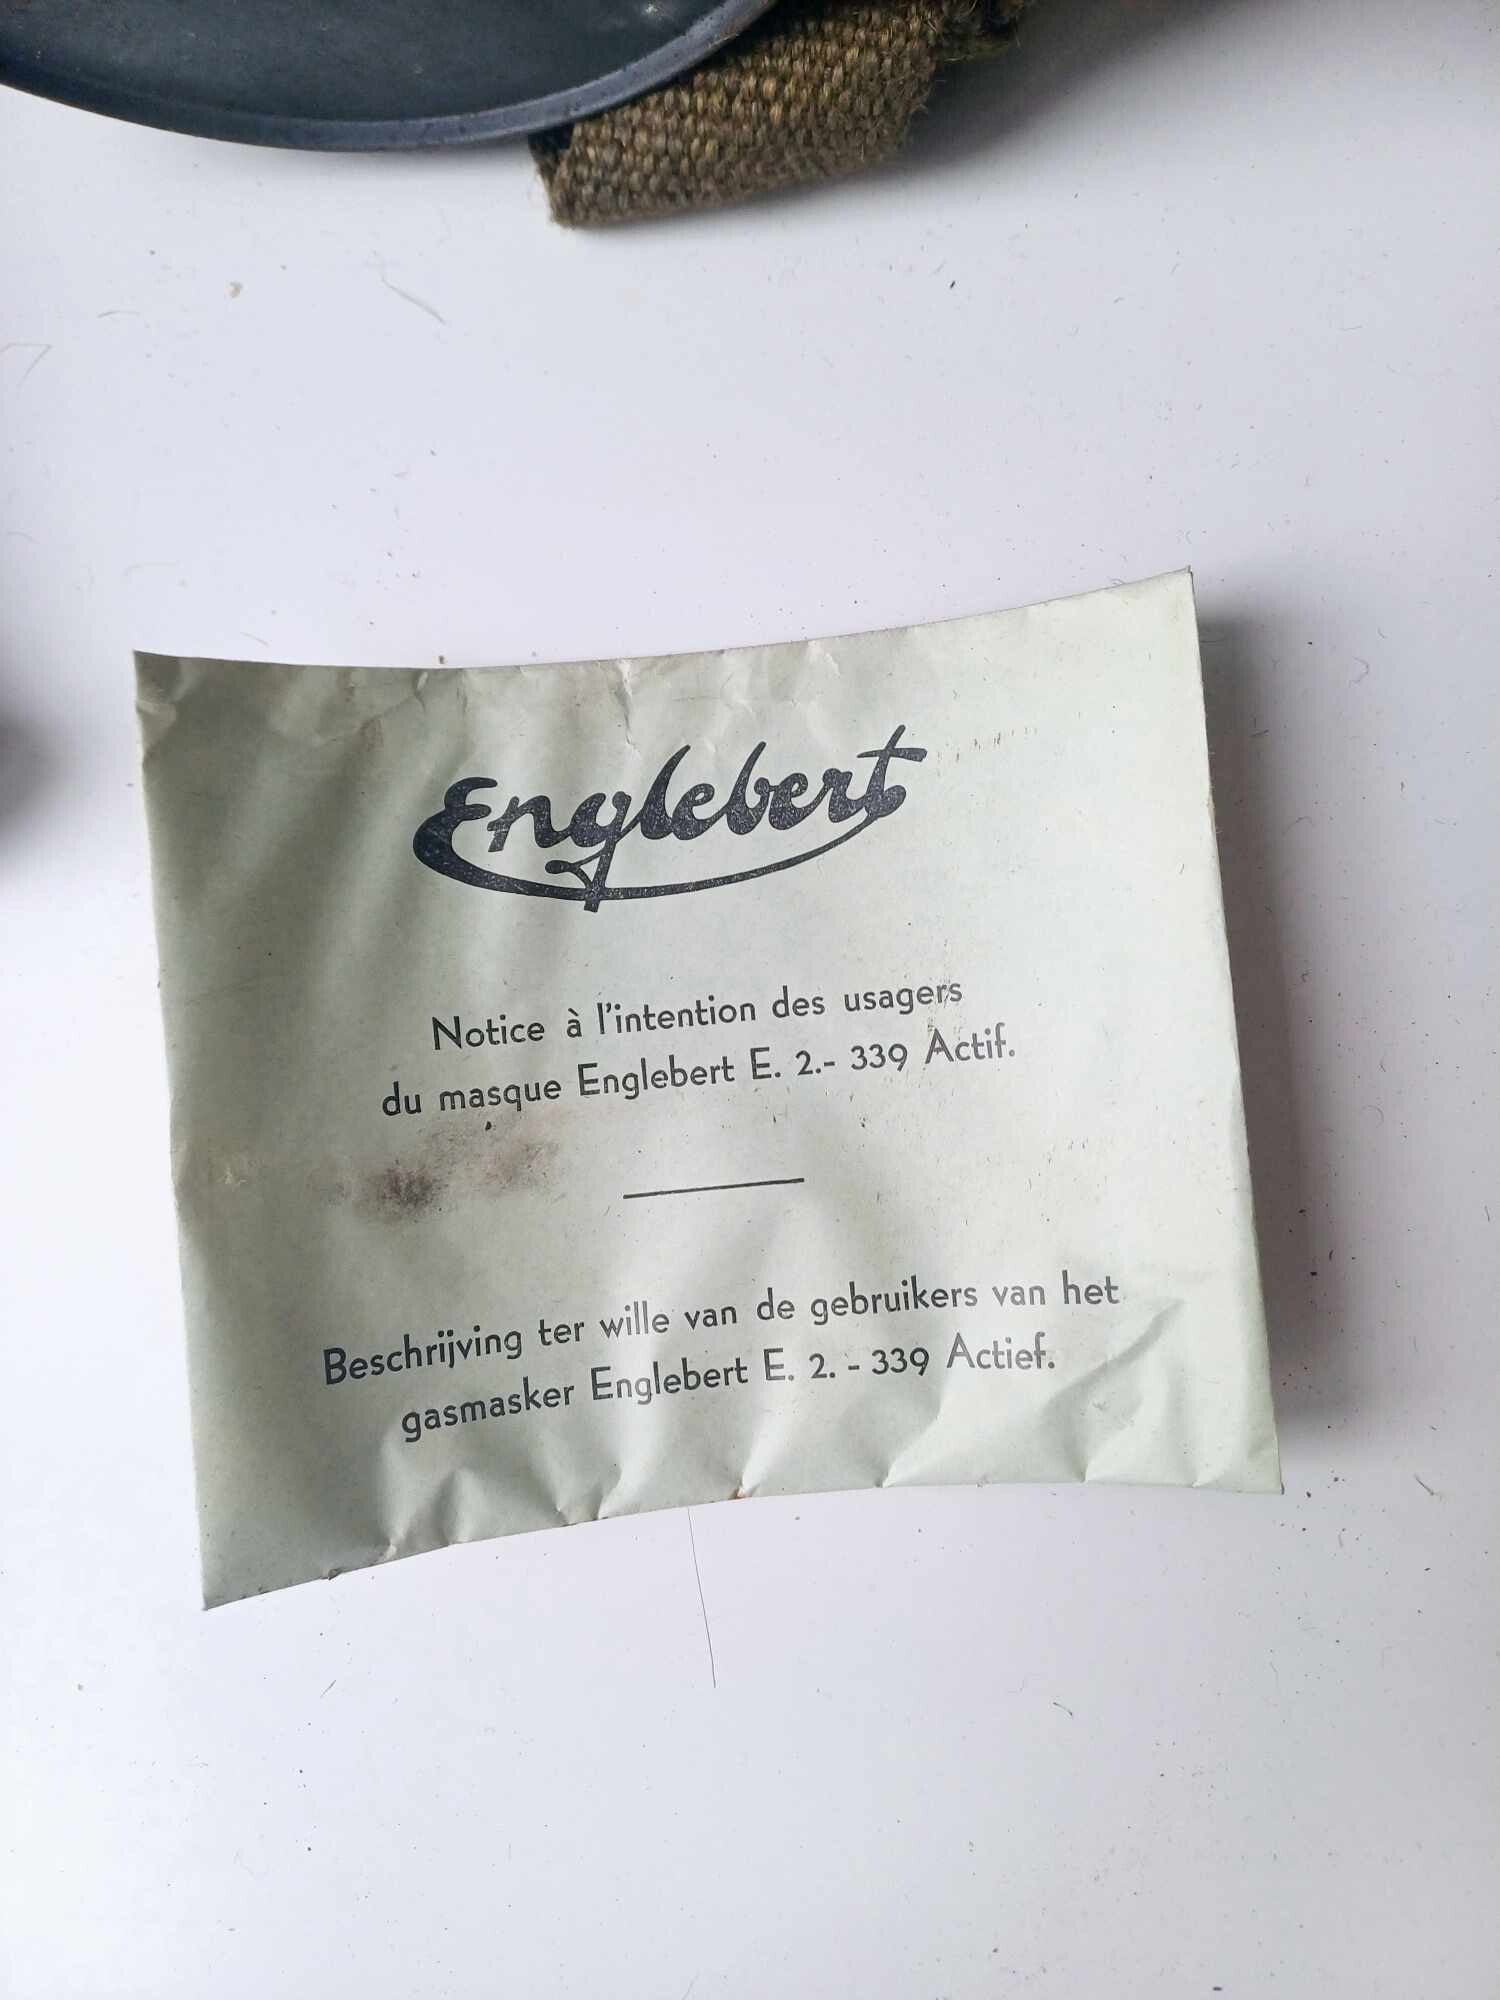 Englebert
Notice à l'intention des usagers
du masque Englebert E. 2.- 339 Actif.
Beschrijving ter wille van de gebruikers van het
gasmasker Englebert E. 2. - 339 Actief.